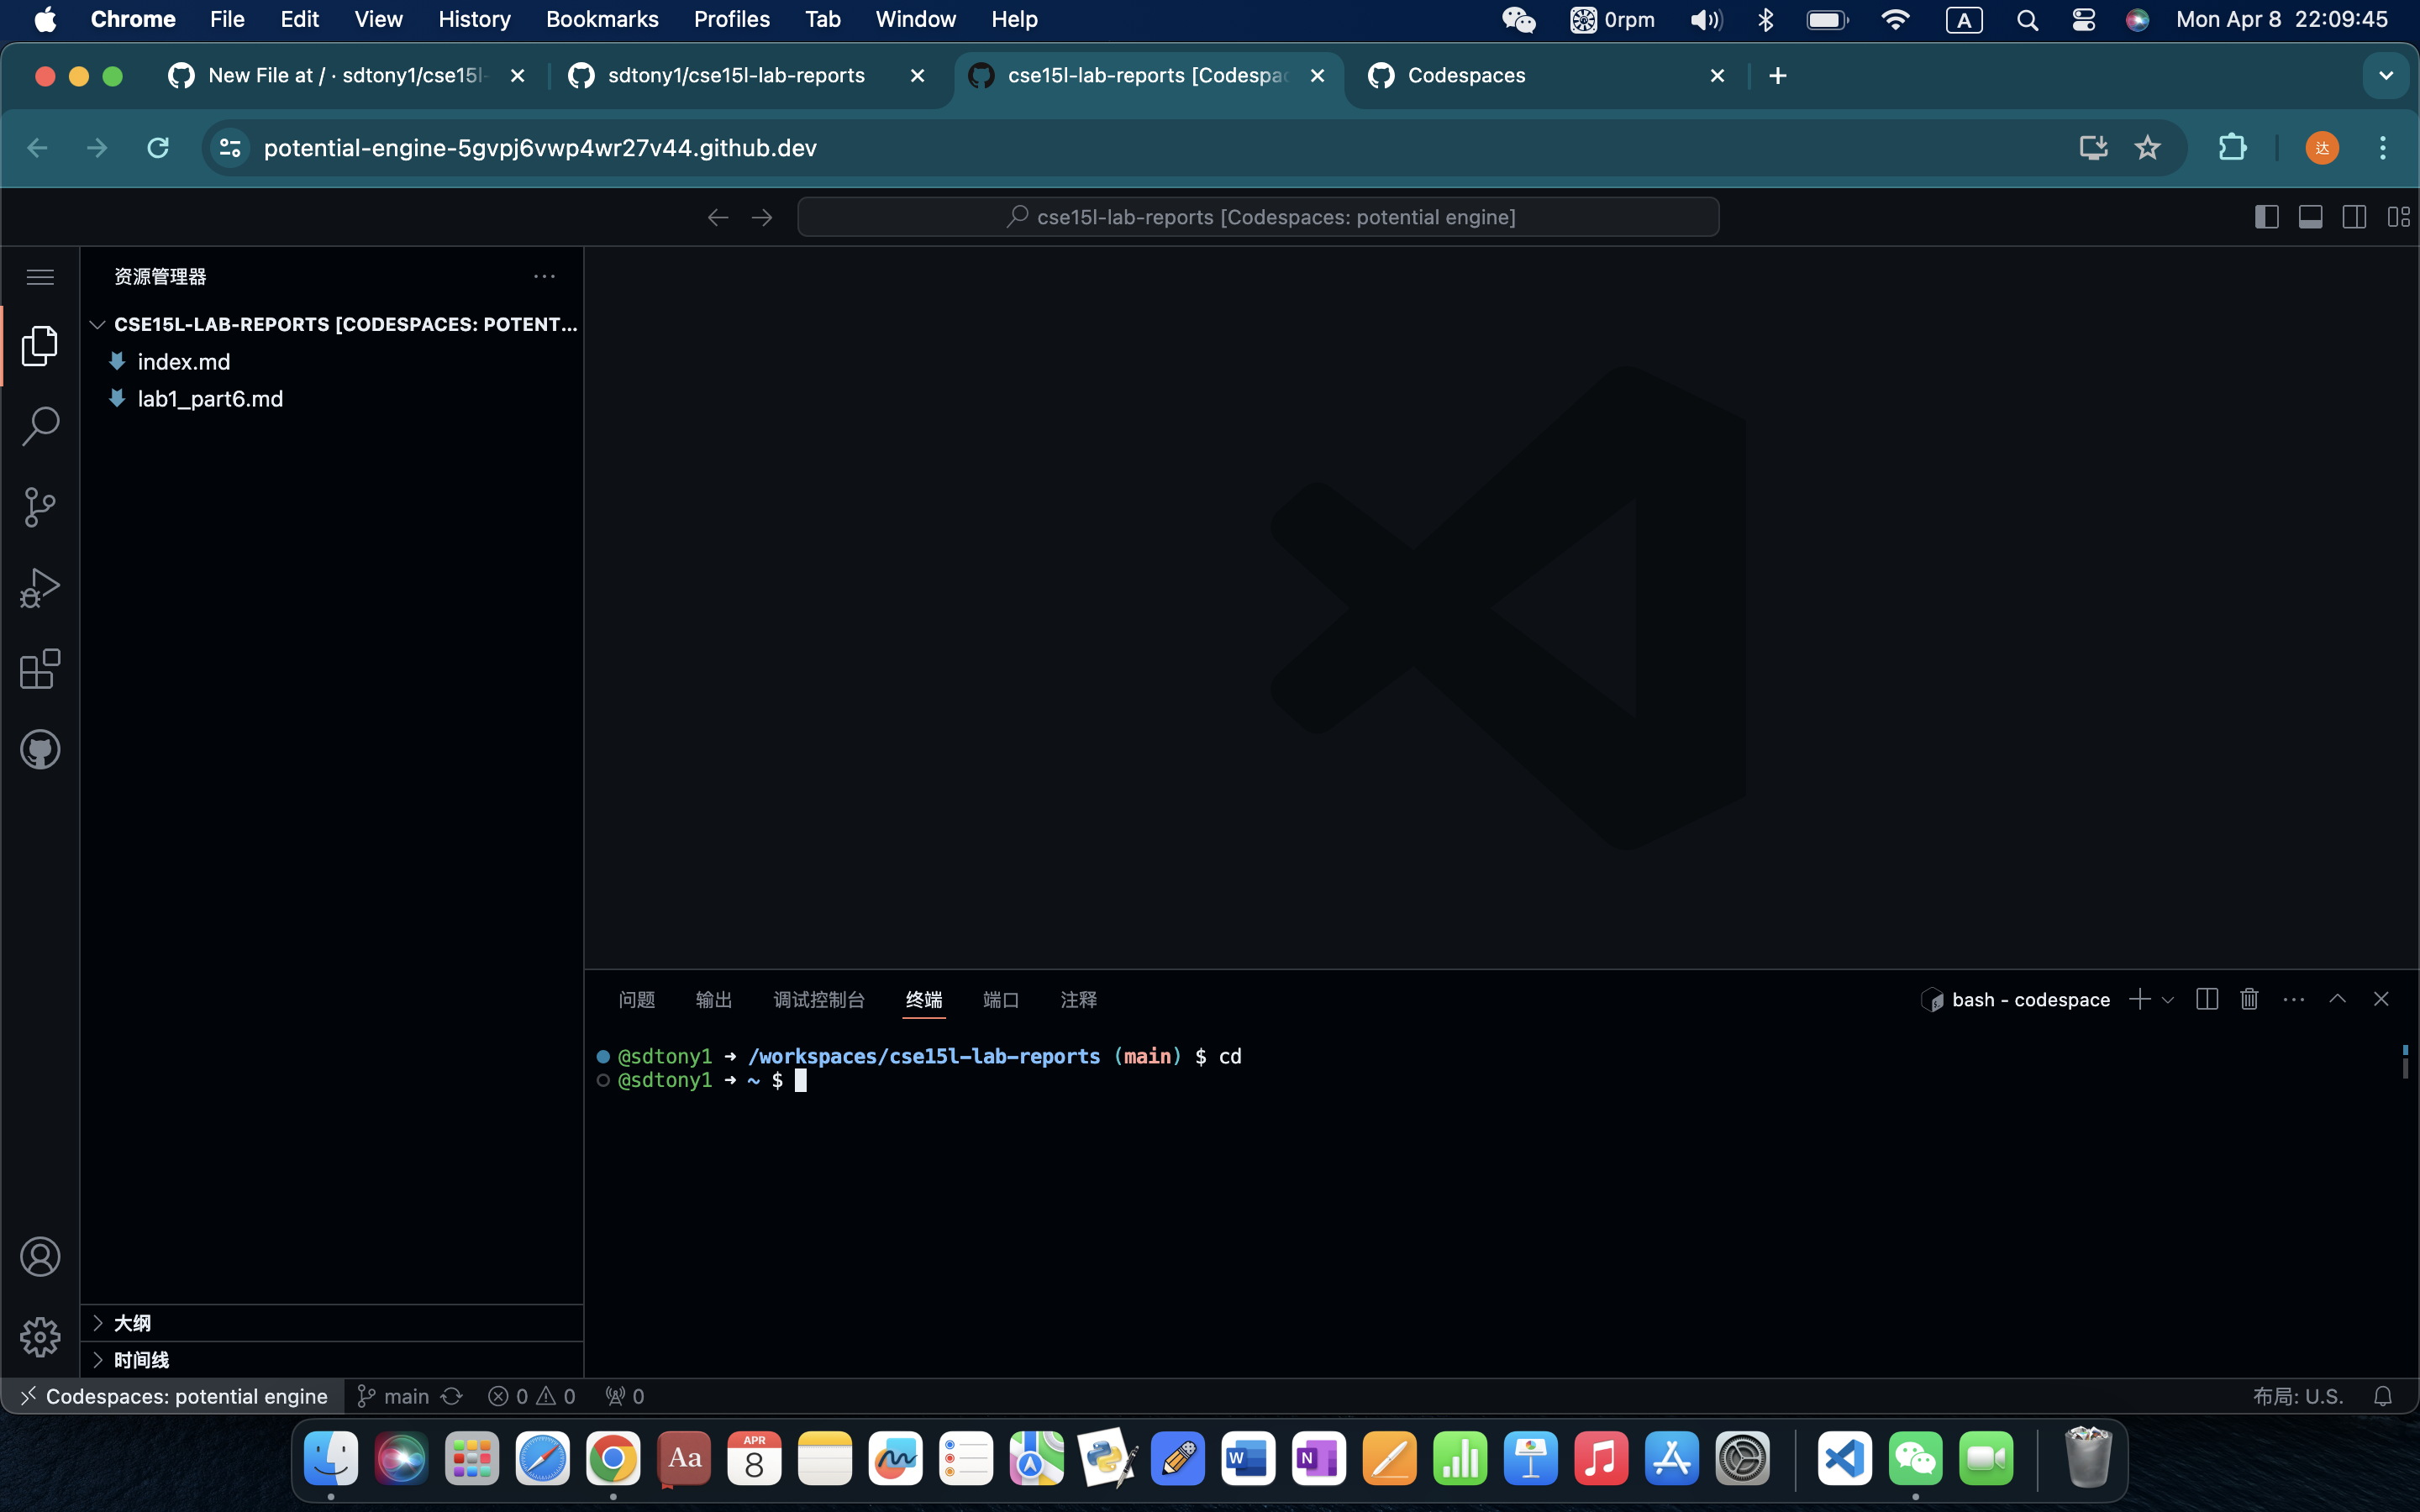 Chrome File Edit View History Bookmarks Profiles Tab Window Help 0rpm A Mon Apr 8 22:09:45
New File at / · sdtony1/cse15l- sdtony1/cse15l-lab-reports cse15l-lab-reports [Codespac Codespaces
potential-engine-5gvpj6vwp4wr27v44.github.dev 达
cse15l-lab-reports [Codespaces: potential engine]
资源管理器
CSE15L-LAB-REPORTS [CODESPACES: POTENT...
index.md
lab1_part6.md
问题 输出 调试控制台 终端 端口 注释 bash - codespace
@sdtony1 ➜ /workspaces/cse15l-lab-reports (main) $ cd
@sdtony1 ➜ ~ $
大纲
时间线
Codespaces: potential engine main 0 0 0 布局: U.S.
Aa APR 8 W N